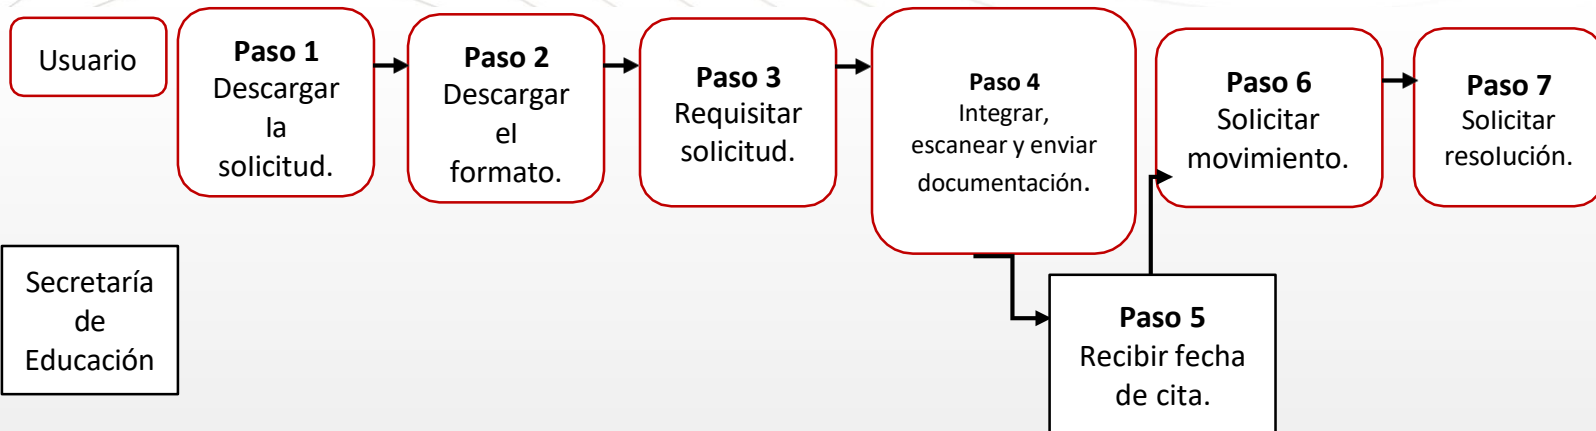 Usuario
Paso 1
Descargar
la
solicitud.
Paso 2
Descargar
el
formato.
Paso 3
Requisitar
solicitud.
Paso 4
Integrar,
escanear y enviar
documentación.
Paso 6
Solicitar
movimiento.
Paso 7
Solicitar
resolución.
Secretaría
de
Educación
Paso 5
Recibir fecha
de cita.